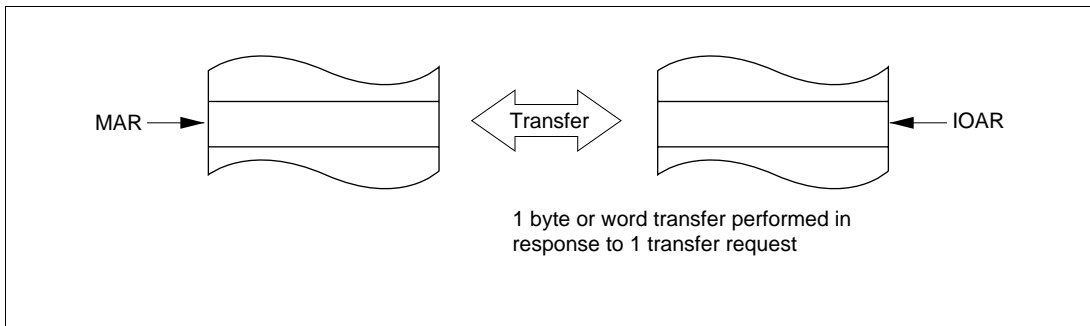 MAR
Transfer
IOAR
1 byte or word transfer performed in
response to 1 transfer request